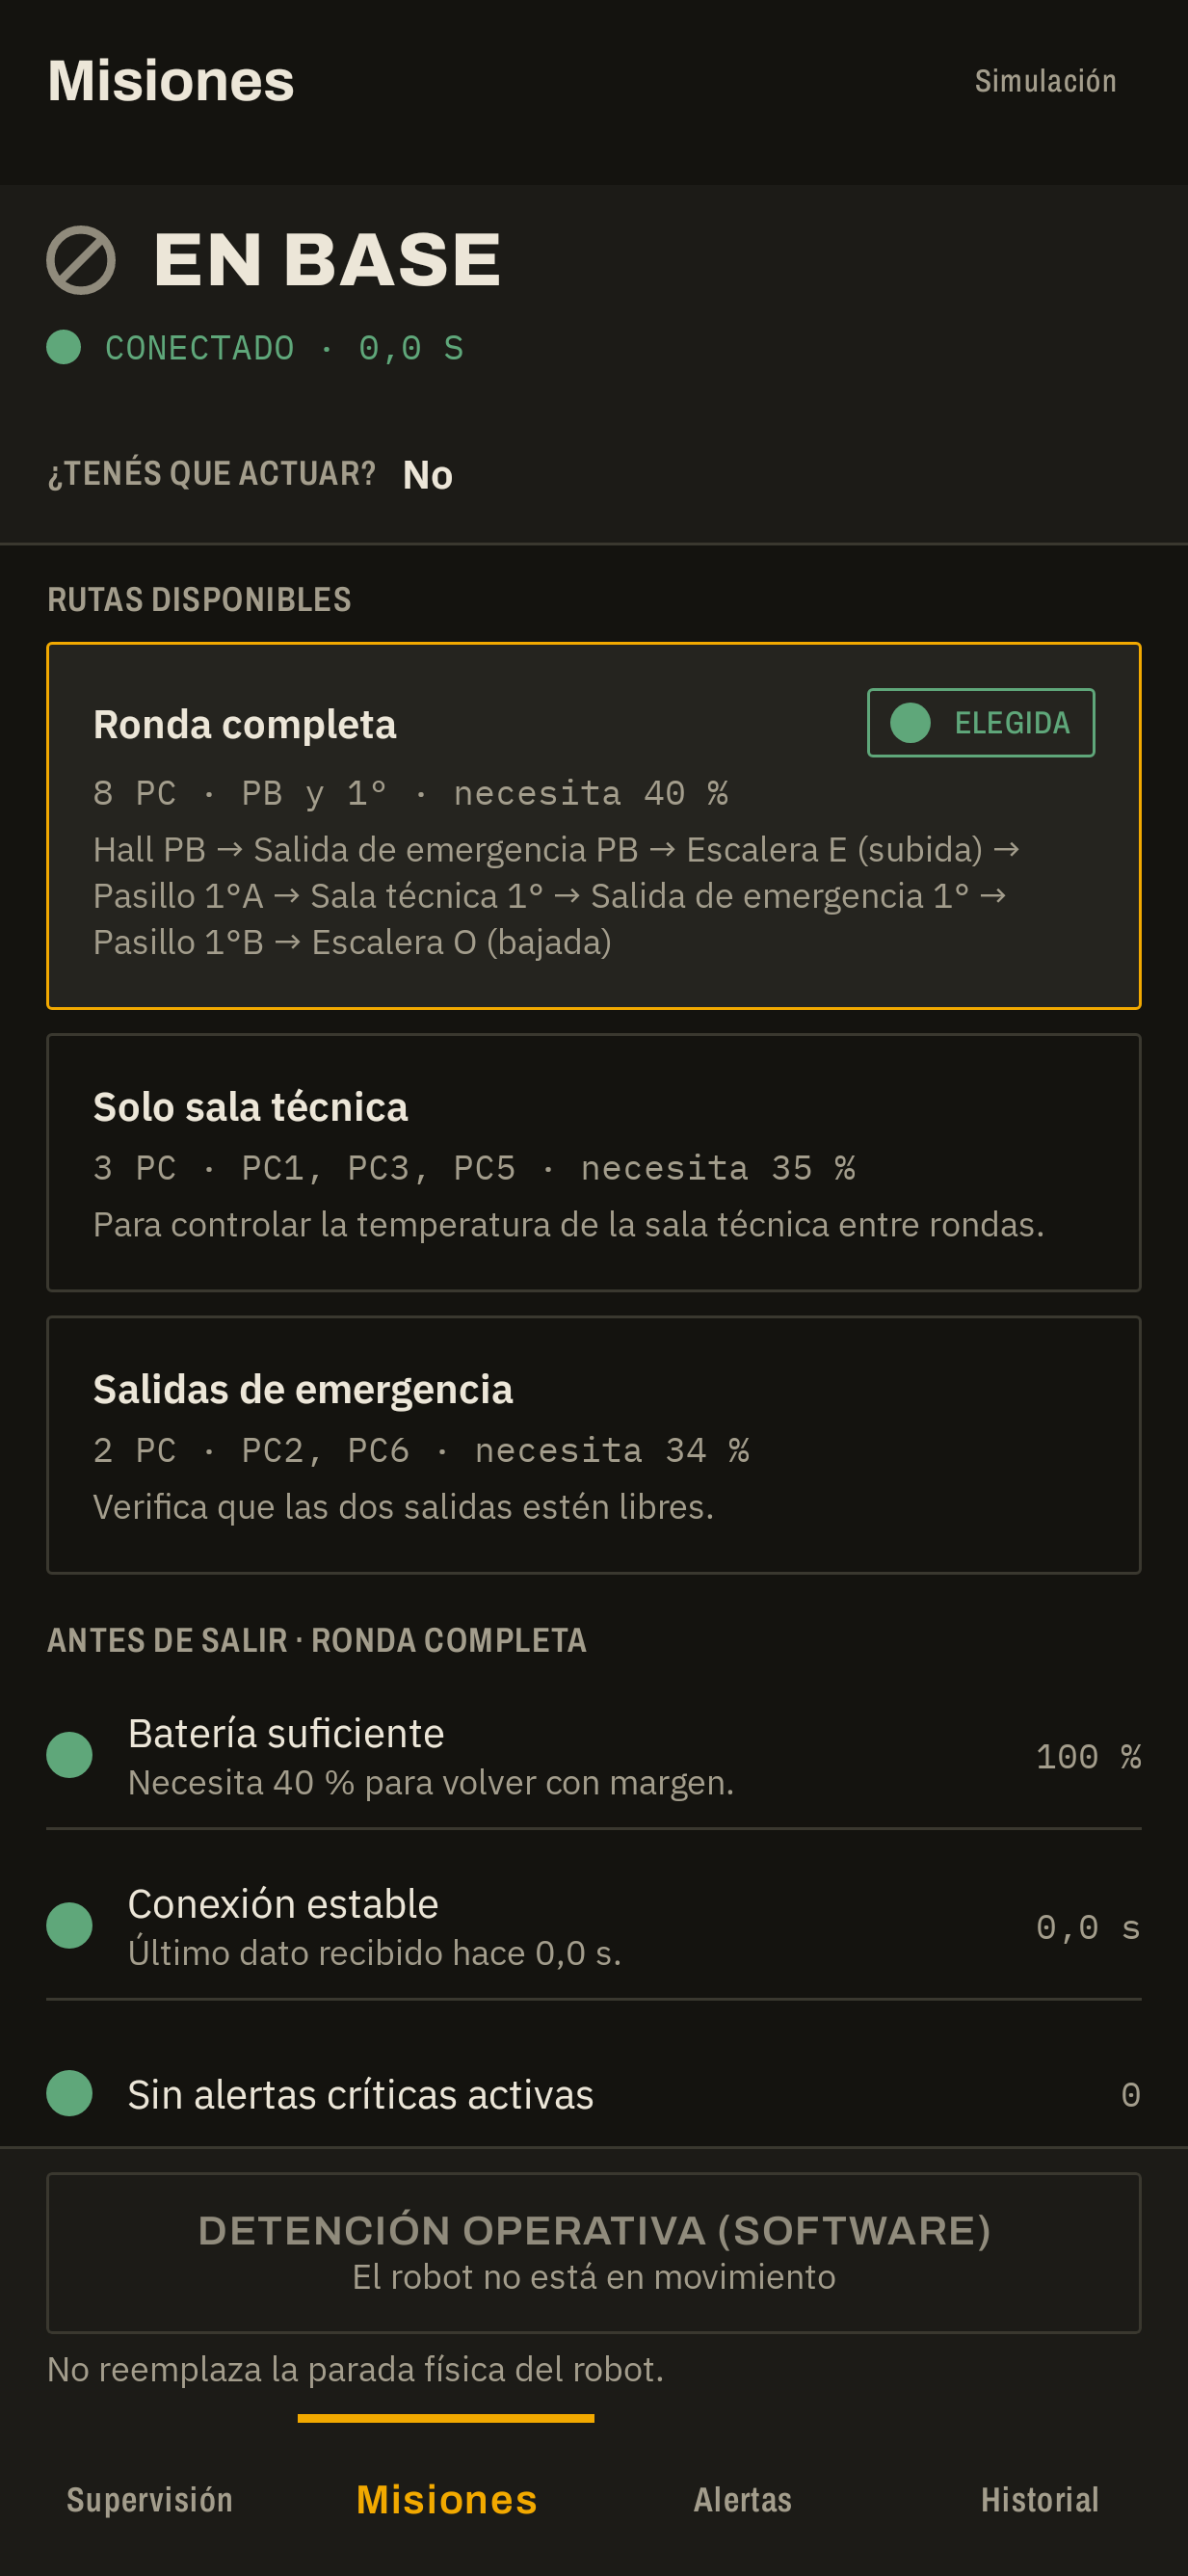 Misiones
Simulación
EN BASE
CONECTADO · 0,0 S
¿TENÉS QUE ACTUAR? No
RUTAS DISPONIBLES
Ronda completa
ELEGIDA
8 PC · PB y 1° · necesita 40 %
Hall PB → Salida de emergencia PB → Escalera E (subida) →
Pasillo 1°A → Sala técnica 1° → Salida de emergencia 1° →
Pasillo 1°B → Escalera O (bajada)
Solo sala técnica
3 PC · PC1, PC3, PC5 · necesita 35 %
Para controlar la temperatura de la sala técnica entre rondas.
Salidas de emergencia
2 PC · PC2, PC6 · necesita 34 %
Verifica que las dos salidas estén libres.
ANTES DE SALIR · RONDA COMPLETA
Batería suficiente
Necesita 40 % para volver con margen.
100 %
Conexión estable
Último dato recibido hace 0,0 s.
0,0 s
Sin alertas críticas activas
0
DETENCIÓN OPERATIVA (SOFTWARE)
El robot no está en movimiento
No reemplaza la parada física del robot.
Supervisión
Misiones
Alertas
Historial